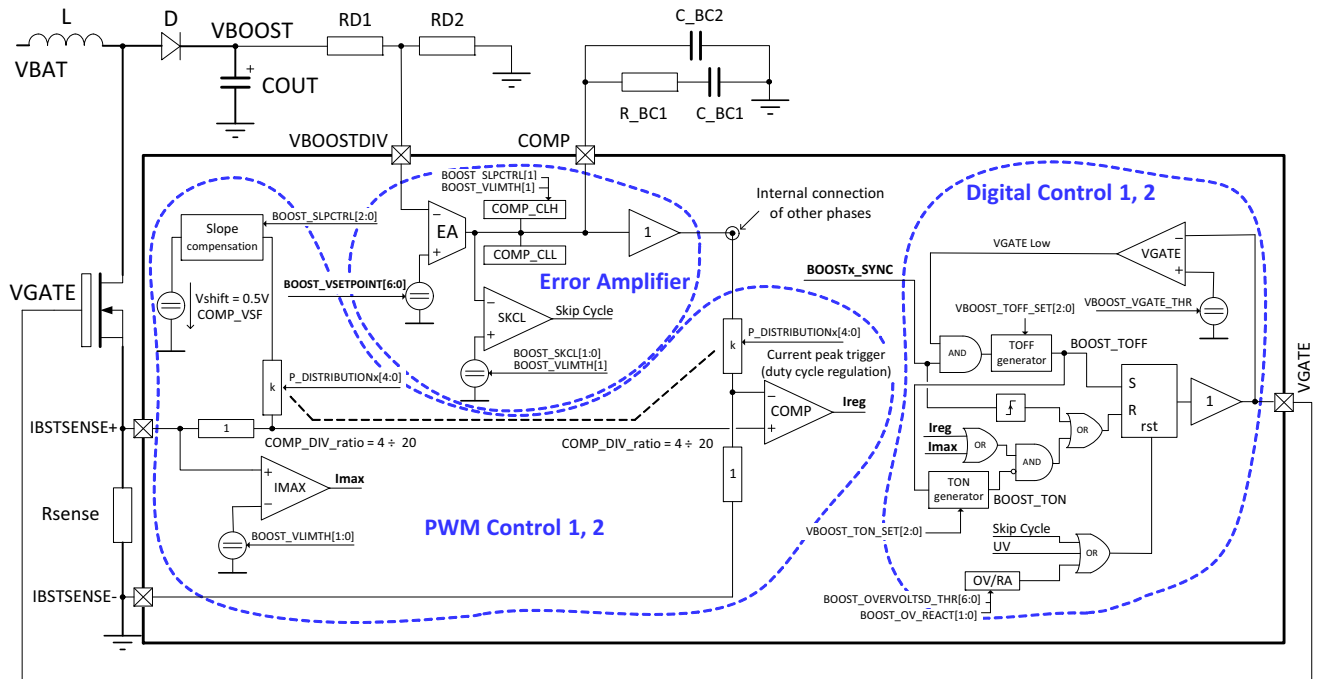 L
D
VBOOST
RD1
RD2
C_BC2
VBAT
COUT
R_BC1
C_BC1
VBOOSTDIV
COMP
BOOST_SLPCTRL[1]
BOOST_VLIMTH[1]
Internal connection
of other phases
Digital Control 1, 2
BOOST_SLPCTRL[2:0]
Slope
compensation
COMP_CLH
−
EA
+
COMP_CLL
1
VGATE Low
−
VGATE
+
Error Amplifier
BOOSTx_SYNC
VGATE
Vshift = 0.5V
COMP_VSF
BOOST_VSETPOINT[6:0]
−
SKCL
+
Skip Cycle
VBOOST_TOFF_SET[2:0]
VBOOST_VGATE_THR
AND
TOFF
generator
BOOST_TOFF
k
P_DISTRIBUTIONx[4:0]
BOOST_SKCL[1:0]
BOOST_VLIMTH[1]
k
P_DISTRIBUTIONx[4:0]
Current peak trigger
(duty cycle regulation)
S
R
rst
1
VGATE
−
COMP
+
Ireg
IBSTSENSE+
1
COMP_DIV_ratio = 4 ÷ 20
COMP_DIV_ratio = 4 ÷ 20
Ireg
Imax
OR
AND
OR
+
IMAX
−
Imax
1
TON
generator
BOOST_TON
Rsense
BOOST_VLIMTH[1:0]
PWM Control 1, 2
VBOOST_TON_SET[2:0]
Skip Cycle
UV
OR
OV/RA
IBSTSENSE-
BOOST_OVERVOLTSD_THR[6:0]
BOOST_OV_REACT[1:0]